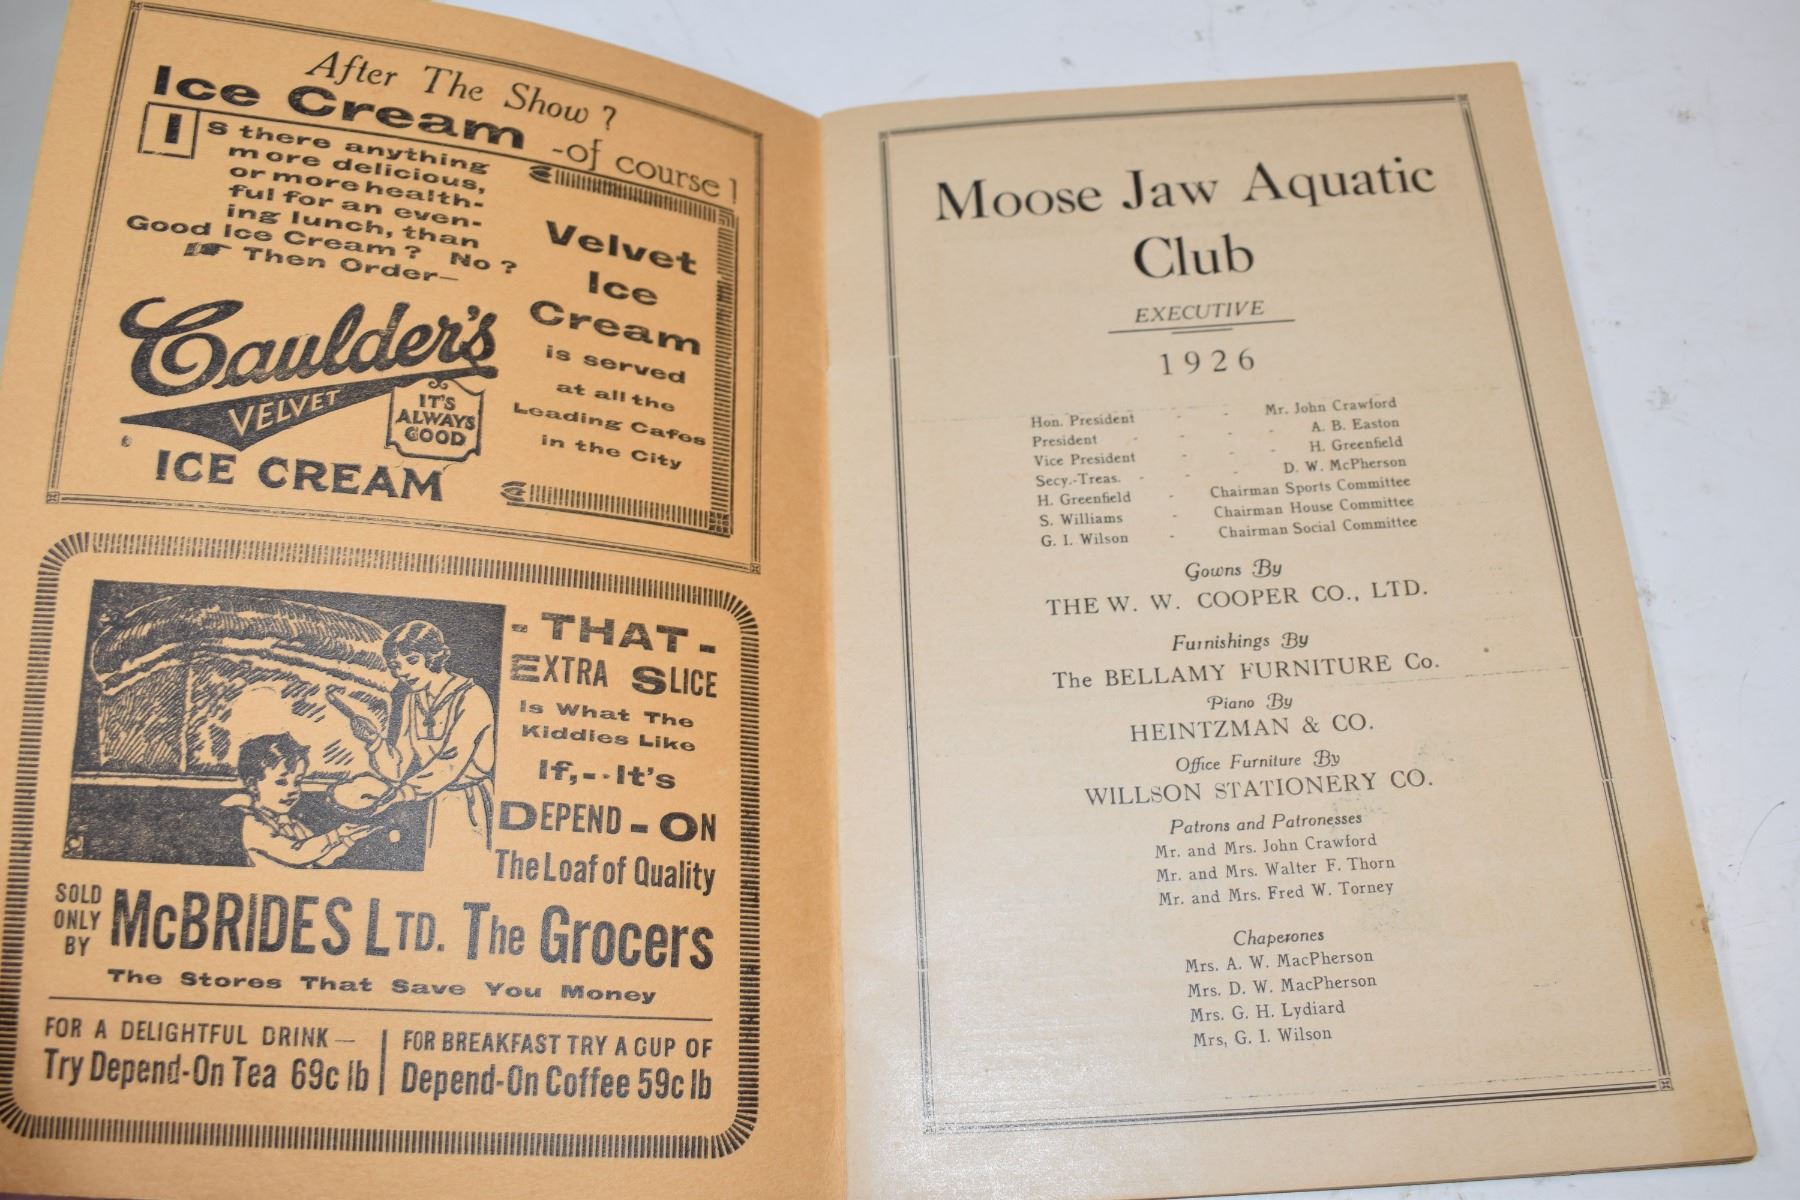 After The Show ?
Ice Cream -of course!
Is there anything
more delicious,
or more health-
ful for an even-
ing lunch, than
Good Ice Cream? No?
Then Order—
Caulder's
VELVET
IT'S
ALWAYS
GOOD
ICE CREAM
Velvet
Ice
Cream
is served
at all the
Leading Cafes
in the City
- THAT -
EXTRA SLICE
Is What The
Kiddies Like
If,--It's
DEPEND-ON
The Loaf of Quality
SOLD
ONLY
BY
McBRIDES LTD. The Grocers
The Stores That Save You Money
FOR A DELIGHTFUL DRINK—
Try Depend-On Tea 69c lb
FOR BREAKFAST TRY A CUP OF
Depend-On Coffee 59c lb
Moose Jaw Aquatic
Club
EXECUTIVE
1926
Hon. President - - Mr. John Crawford
President - - - - A. B. Easton
Vice President - - - H. Greenfield
Secy.-Treas. - - - D. W. McPherson
H. Greenfield - Chairman Sports Committee
S. Williams - Chairman House Committee
G. I. Wilson - Chairman Social Committee
Gowns By
THE W. W. COOPER CO., LTD.
Furnishings By
The BELLAMY FURNITURE Co.
Piano By
HEINTZMAN & CO.
Office Furniture By
WILLSON STATIONERY CO.
Patrons and Patronesses
Mr. and Mrs. John Crawford
Mr. and Mrs. Walter F. Thorn
Mr. and Mrs. Fred W. Torney
Chaperones
Mrs. A. W. MacPherson
Mrs. D. W. MacPherson
Mrs. G. H. Lydiard
Mrs, G. I. Wilson